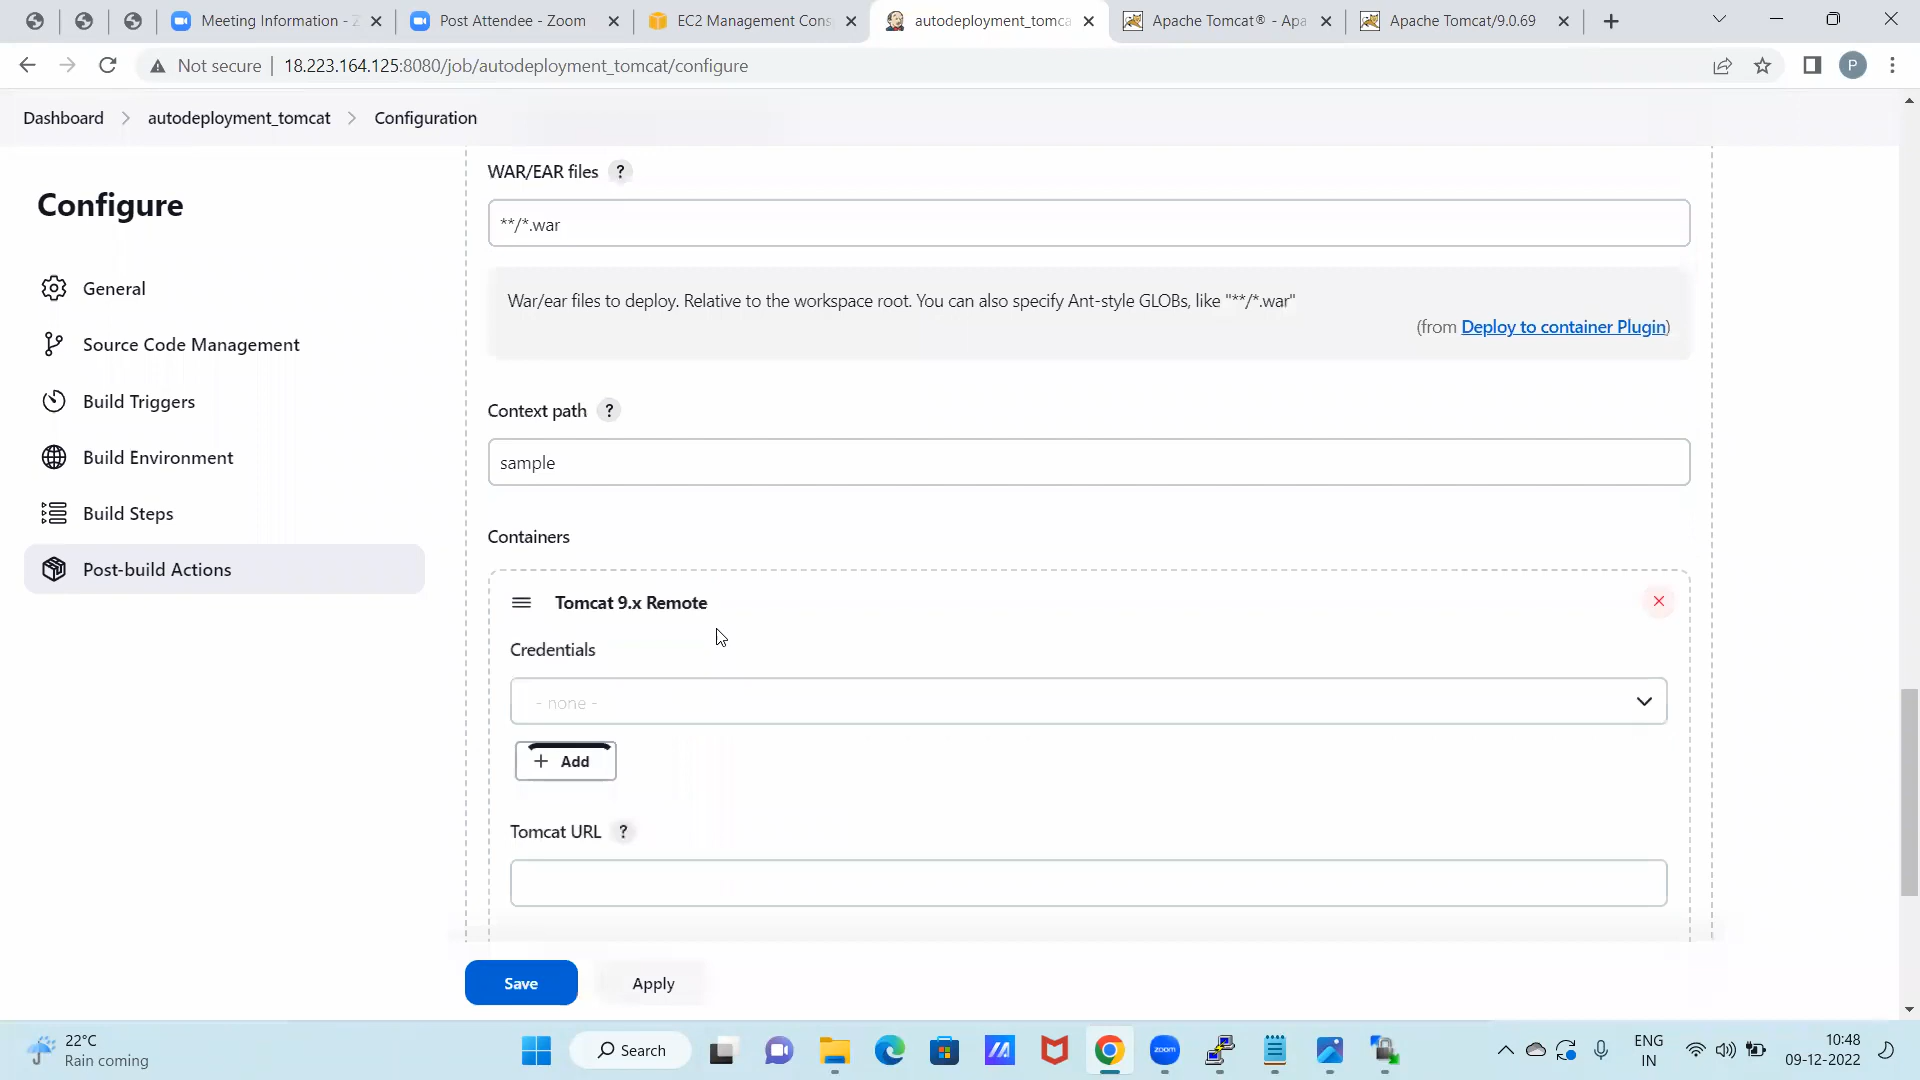 Meeting Information - Z
Post Attendee - Zoom
EC2 Management Cons
autodeployment_tomca
Apache Tomcat® - Apa
Apache Tomcat/9.0.69
Not secure
18.223.164.125:8080/job/autodeployment_tomcat/configure
P
Dashboard
autodeployment_tomcat
Configuration
Configure
General
Source Code Management
Build Triggers
Build Environment
Build Steps
Post-build Actions
WAR/EAR files ?
**/*.war
War/ear files to deploy. Relative to the workspace root. You can also specify Ant-style GLOBs, like "**/*.war"
(from Deploy to container Plugin)
Context path ?
sample
Containers
Tomcat 9.x Remote
Credentials
- none -
+ Add
Tomcat URL ?
Save
Apply
22°C
Rain coming
Search
zoom
ENG
IN
10:48
09-12-2022